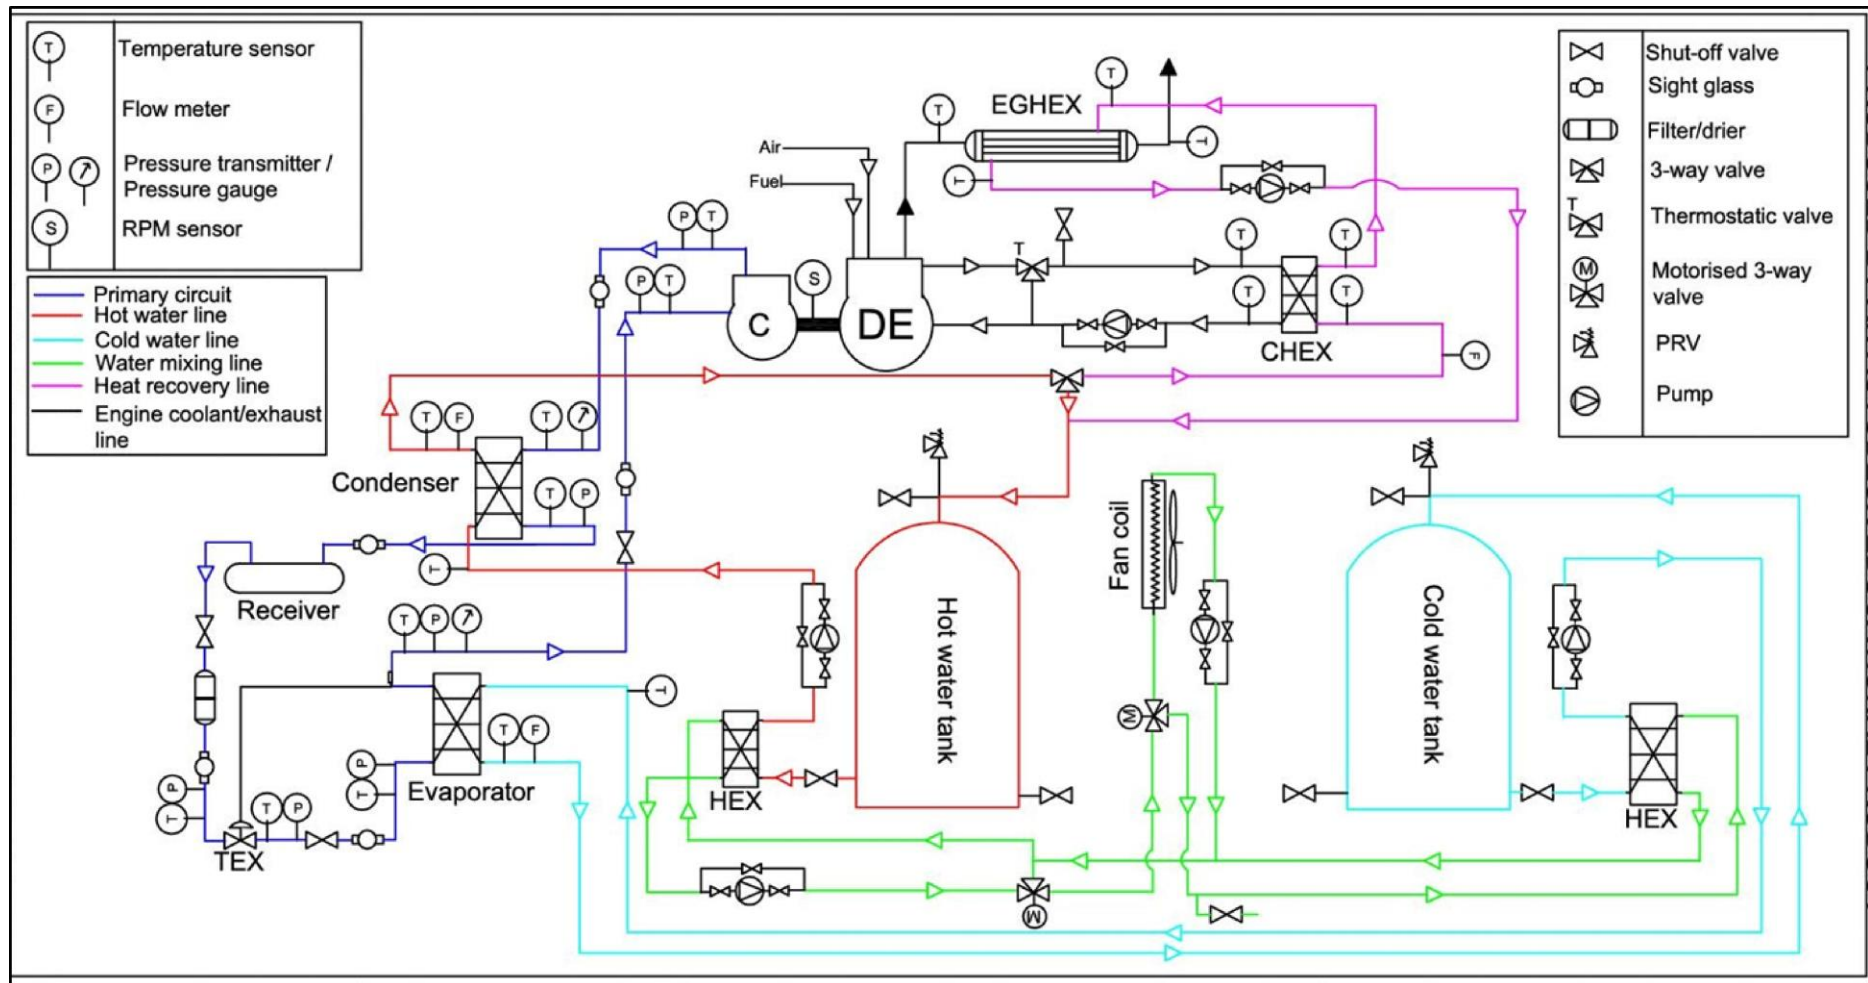 T
Temperature sensor
F
Flow meter
P
Pressure transmitter /
Pressure gauge
S
RPM sensor
Primary circuit
Hot water line
Cold water line
Water mixing line
Heat recovery line
Engine coolant/exhaust
line
Shut-off valve
Sight glass
Filter/drier
3-way valve
T
Thermostatic valve
M
Motorised 3-way
valve
PRV
Pump
T
EGHEX
T
T
Air
Fuel
T
P T
P T
S
T
T
T
T
T
C
DE
CHEX
F
T F
T
Condenser
T P
T
Receiver
T P
T
Evaporator
T F
P
T
P
T
T P
TEX
HEX
Hot water tank
Fan coil
M
M
Cold water tank
HEX